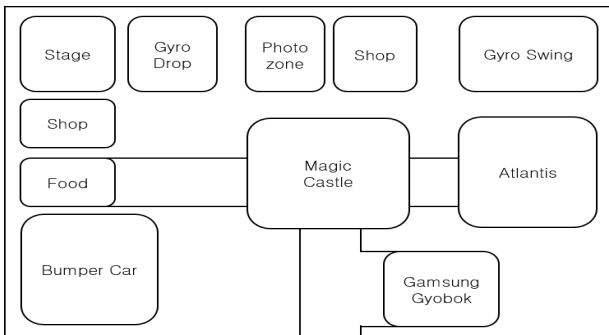 Stage
Gyro
Drop
Photo
zone
Shop
Gyro Swing
Shop
Food
Magic
Castle
Atlantis
Bumper Car
Gamsung
Gyobok